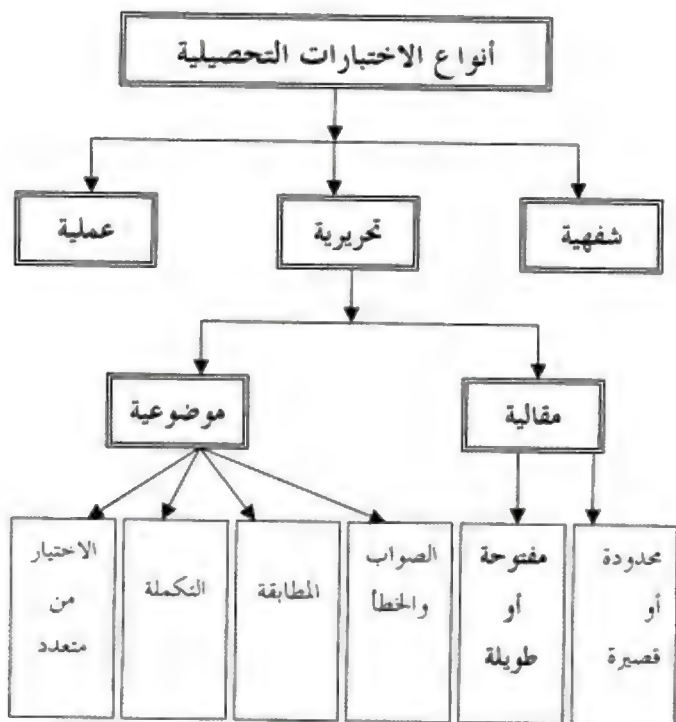 أنواع الاختبارات التحصيلية
شفهية
تحريرية
عملية
مقالية
موضوعية
محدودة
أو
قصيرة
مفتوحة
أو
طويلة
الصواب
والخطأ
المطابقة
التكملة
الاختيار
من
متعدد